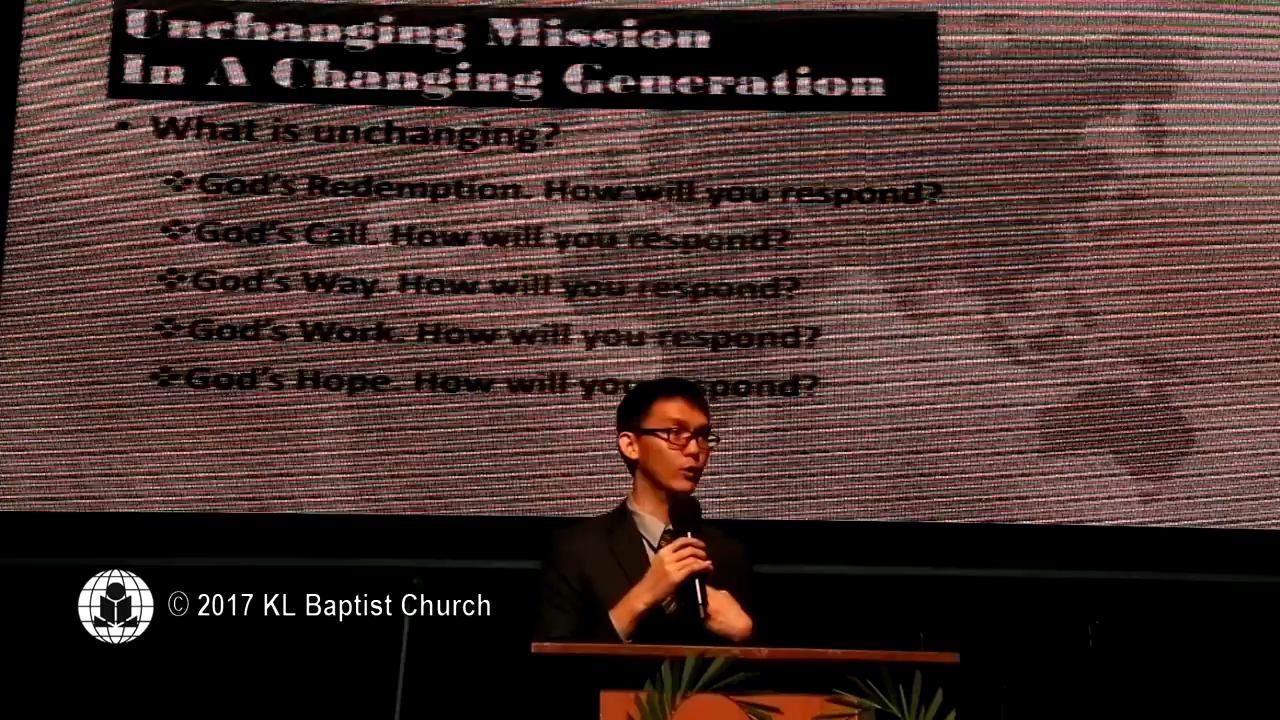 Unchanging Mission
In A Changing Generation
• What is unchanging?
❖God's Redemption. How will you respond?
❖God's Call. How will you respond?
❖God's Way. How will you respond?
❖God's Work. How will you respond?
❖God's Hope. How will you respond?
© 2017 KL Baptist Church